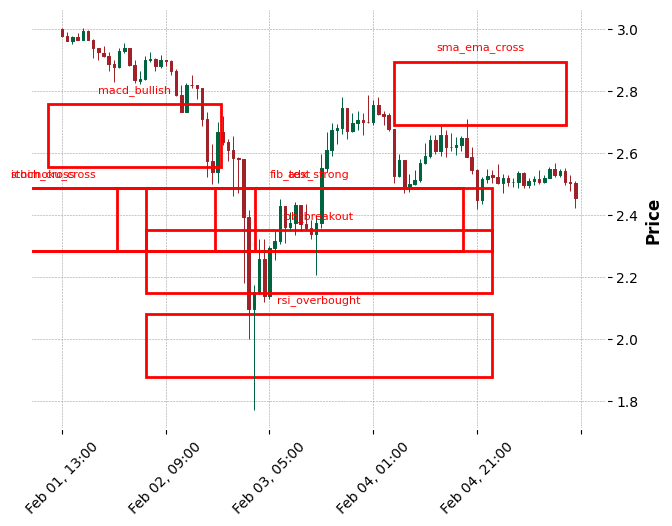 sma_ema_cross
macd_bullish
bb_breakout
rsi_overbought
3.0
2.8
2.6
2.4
2.2
2.0
1.8
Price
Feb 01, 13:00
Feb 02, 09:00
Feb 03, 05:00
Feb 04, 01:00
Feb 04, 21:00